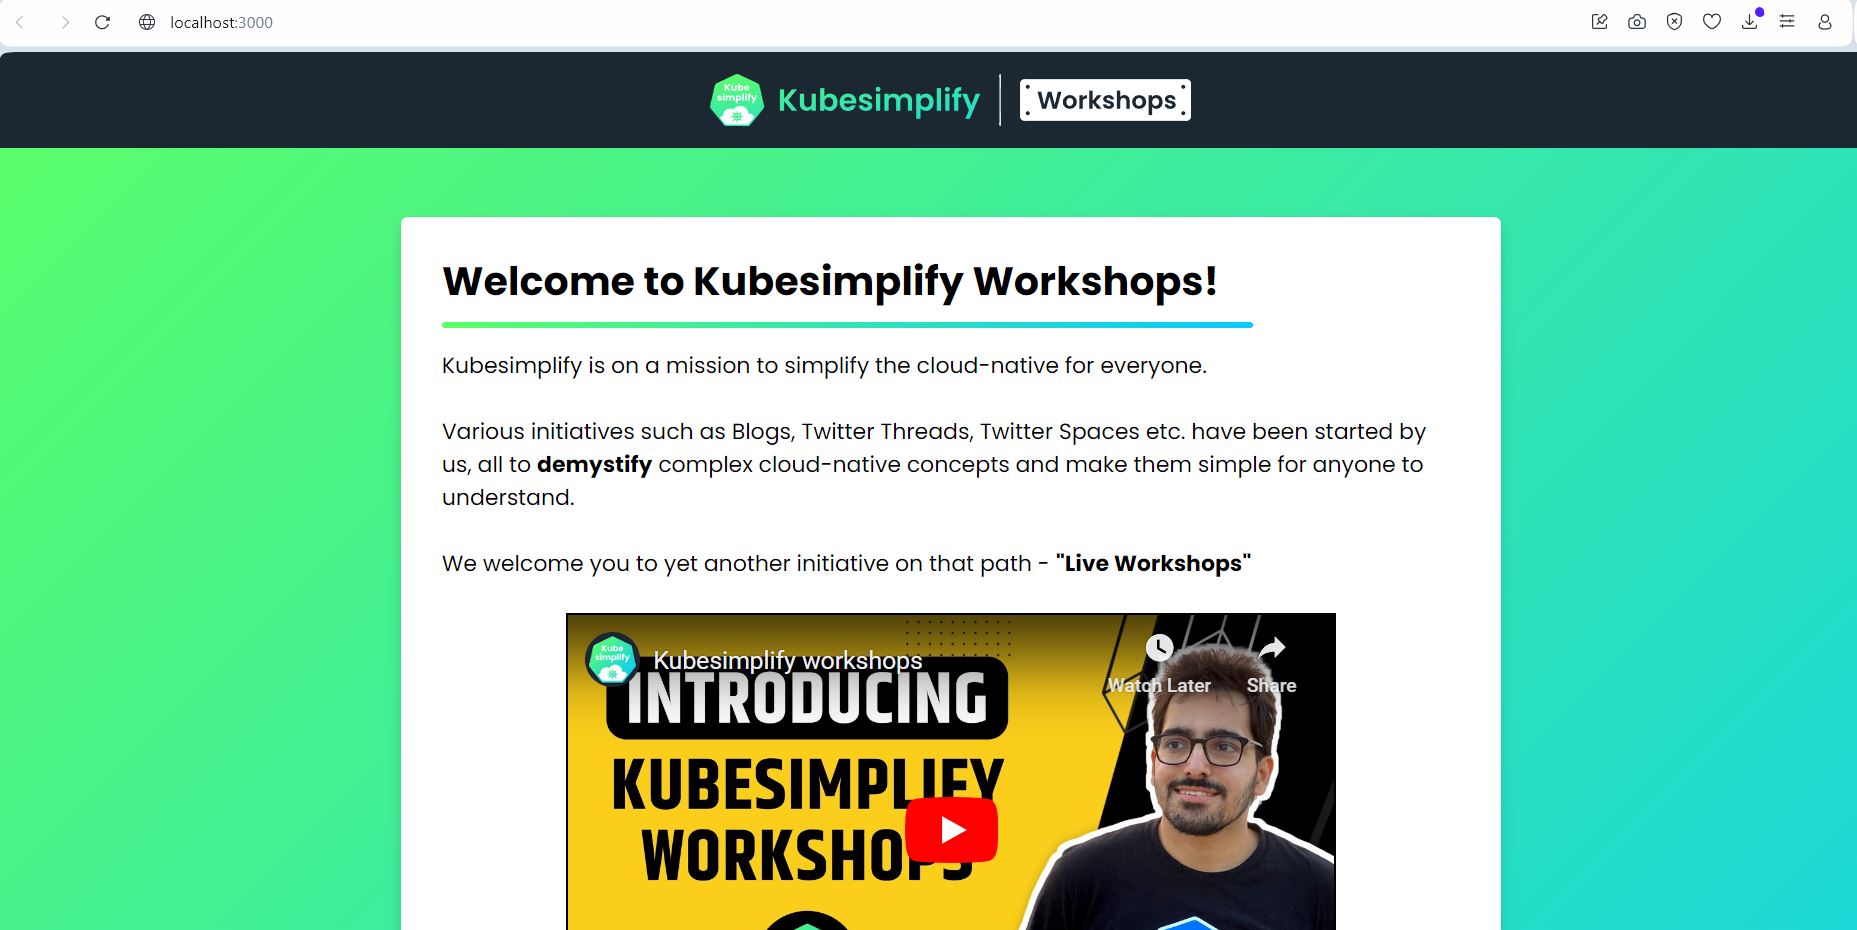 localhost:3000
Kube
simplify
Kubesimplify
Workshops
Welcome to Kubesimplify Workshops!
Kubesimplify is on a mission to simplify the cloud-native for everyone.
Various initiatives such as Blogs, Twitter Threads, Twitter Spaces etc. have been started by
us, all to demystify complex cloud-native concepts and make them simple for anyone to
understand.
We welcome you to yet another initiative on that path - "Live Workshops"
Kube
simplify
Kubesimplify workshops
Watch Later
Share
INTRODUCING
KUBESIMPLIFY
WORKSHOPS